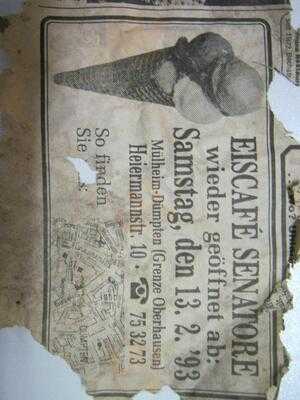 EISCAFÉ SENATORE
wieder geöffnet ab:
Samstag, den 13. 2. '93
Mülheim-Dümpten (Grenze Oberhausen)
Heiermannstr. 10 · ☎ 75 32 73
So finden
Sie s: